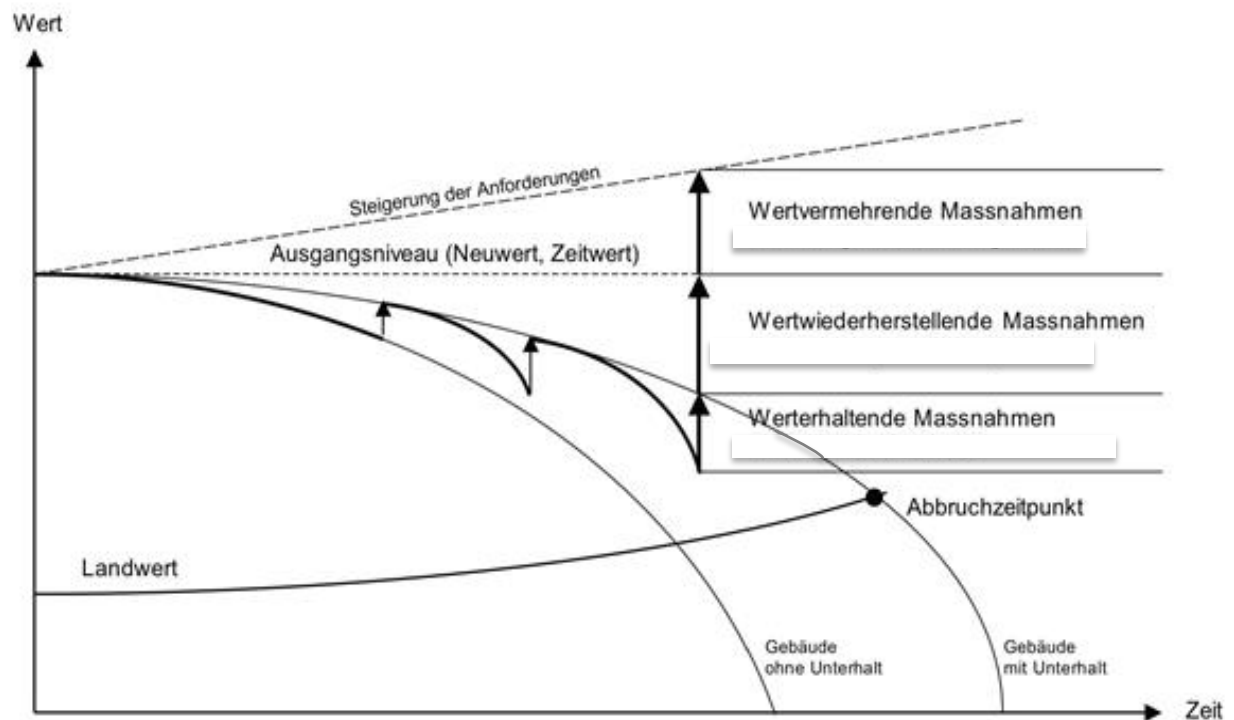 Wert
Steigerung der Anforderungen
Wertvermehrende Massnahmen
Ausgangsniveau (Neuwert, Zeitwert)
Wertwiederherstellende Massnahmen
Werterhaltende Massnahmen
Abbruchzeitpunkt
Landwert
Gebäude
ohne Unterhalt
Gebäude
mit Unterhalt
Zeit